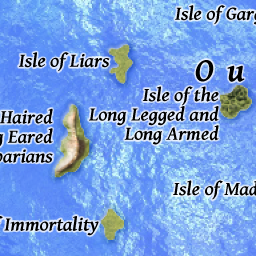 Isle of Garg
Isle of Liars
O u
Isle of the
Long Legged and
Long Armed
Haired
g Eared
barians
Isle of Mad
f Immortality